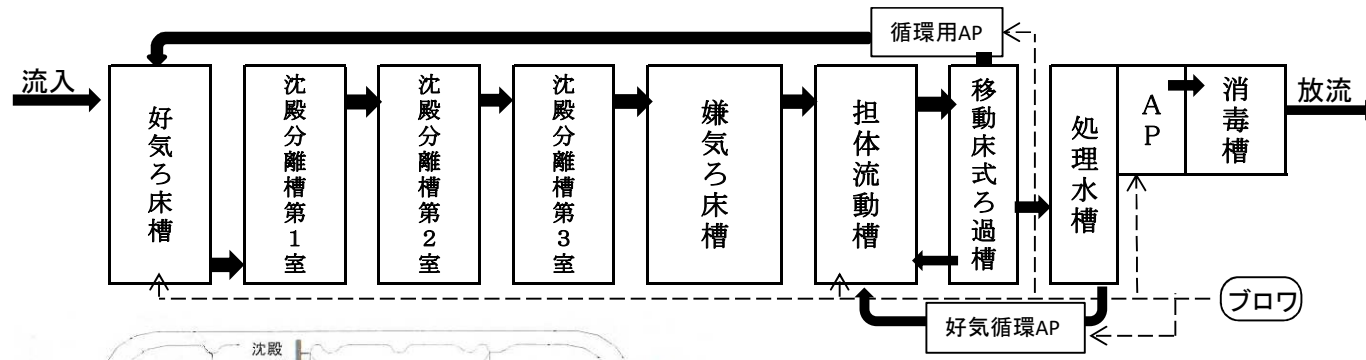 循環用AP
流入
好気ろ床槽
沈殿分離槽第1室
沈殿分離槽第2室
沈殿分離槽第3室
嫌気ろ床槽
担体流動槽
移動床式ろ過槽
処理水槽
AP
消毒槽
放流
ブロワ
好気循環AP
沈殿